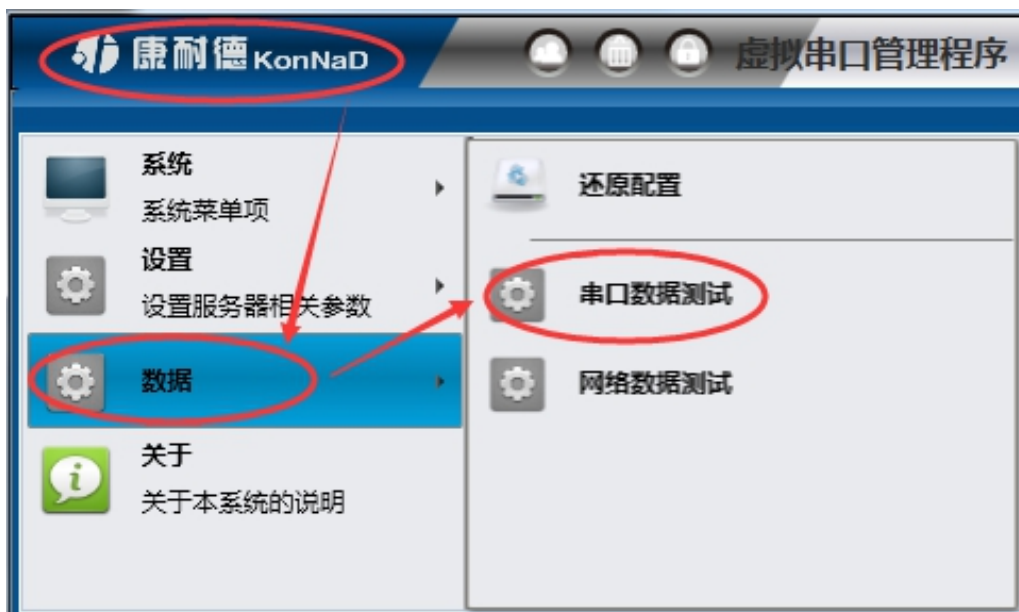 康耐德 KonNaD
虚拟串口管理程序
系统
系统菜单项
设置
设置服务器相关参数
数据
关于
关于本系统的说明
还原配置
串口数据测试
网络数据测试